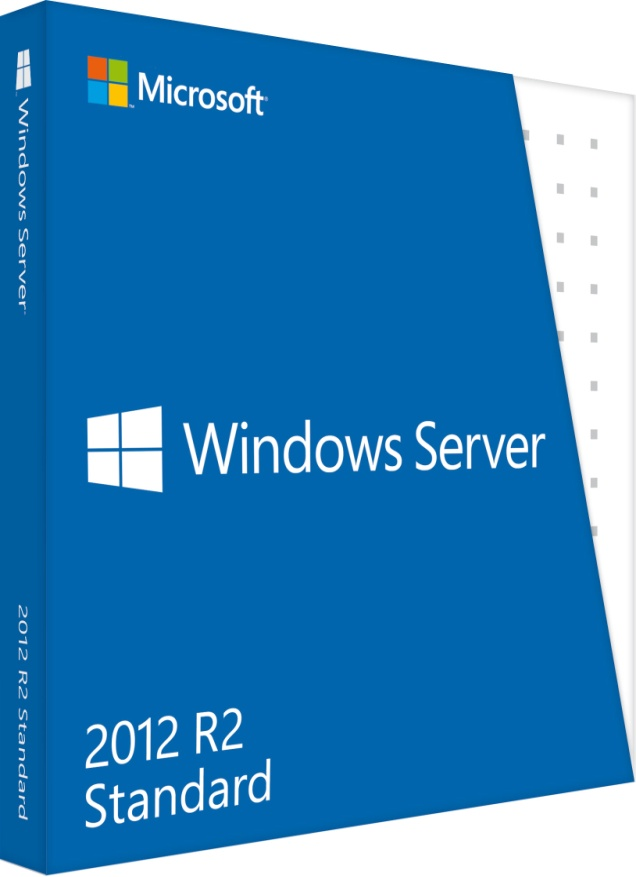 Microsoft
Windows Server
2012 R2
Standard
Windows Server
2012 R2 Standard